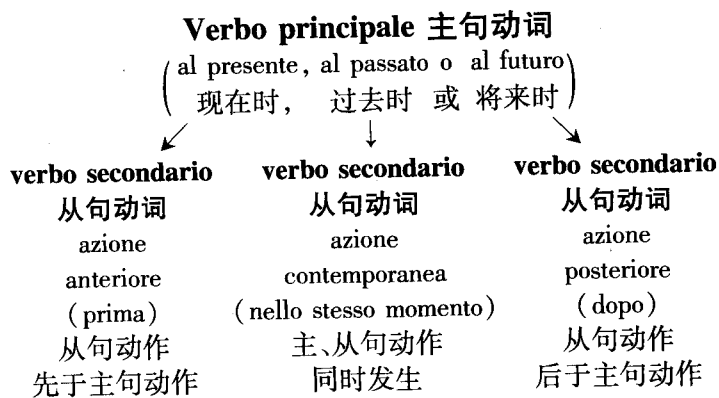 Verbo principale 主句动词
(al presente, al passato o al futuro
现在时, 过去时 或 将来时)
verbo secondario
从句动词
azione
anteriore
(prima)
从句动作
先于主句动作
verbo secondario
从句动词
azione
contemporanea
(nello stesso momento)
主、从句动作
同时发生
verbo secondario
从句动词
azione
posteriore
(dopo)
从句动作
后于主句动作